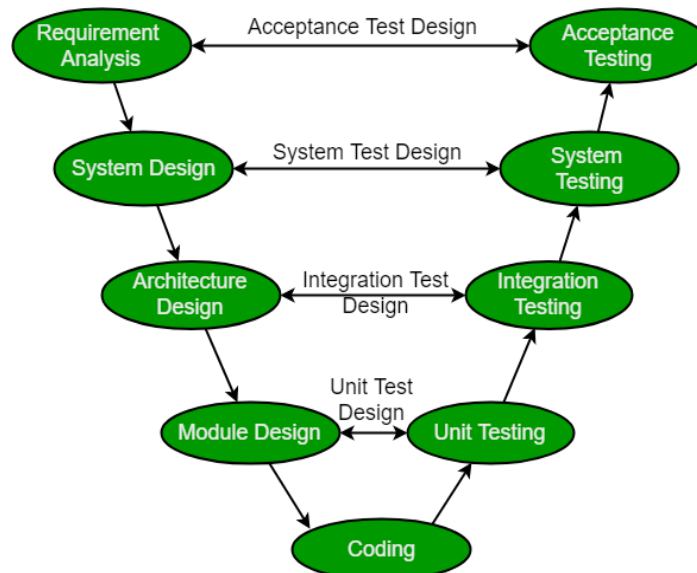 Requirement
Analysis
Acceptance Test Design
Acceptance
Testing
System Design
System Test Design
System
Testing
Architecture
Design
Integration Test
Design
Integration
Testing
Module Design
Unit Test
Design
Unit Testing
Coding